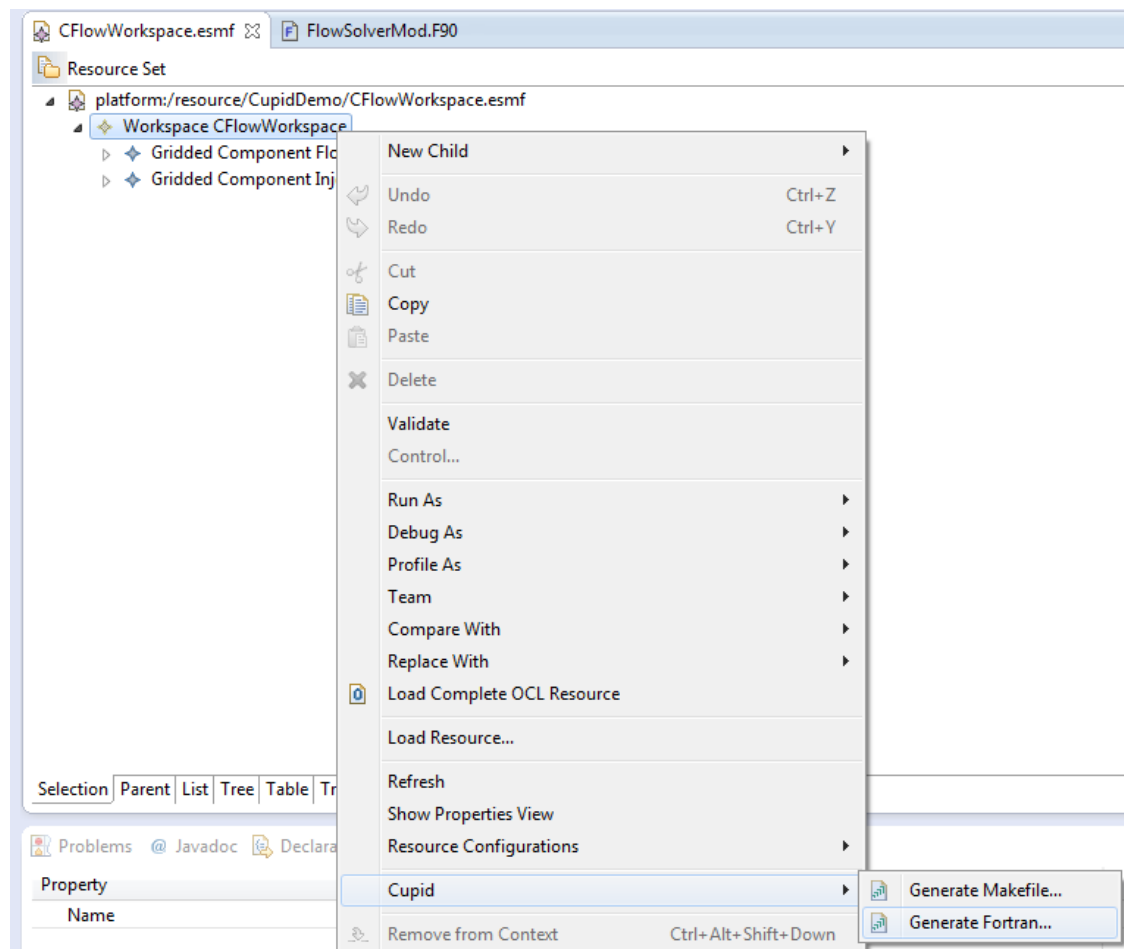 CFlowWorkspace.esmf
FlowSolverMod.F90
Resource Set
platform:/resource/CupidDemo/CFlowWorkspace.esmf
Workspace CFlowWorkspace
Gridded Component Flo
Gridded Component Inj
New Child
Undo Ctrl+Z
Redo Ctrl+Y
Cut
Copy
Paste
Delete
Validate
Control...
Run As
Debug As
Profile As
Team
Compare With
Replace With
Load Complete OCL Resource
Load Resource...
Refresh
Show Properties View
Resource Configurations
Cupid
Remove from Context Ctrl+Alt+Shift+Down
Generate Makefile...
Generate Fortran...
Selection Parent List Tree Table Tr
Problems @ Javadoc Declara
Property
Name